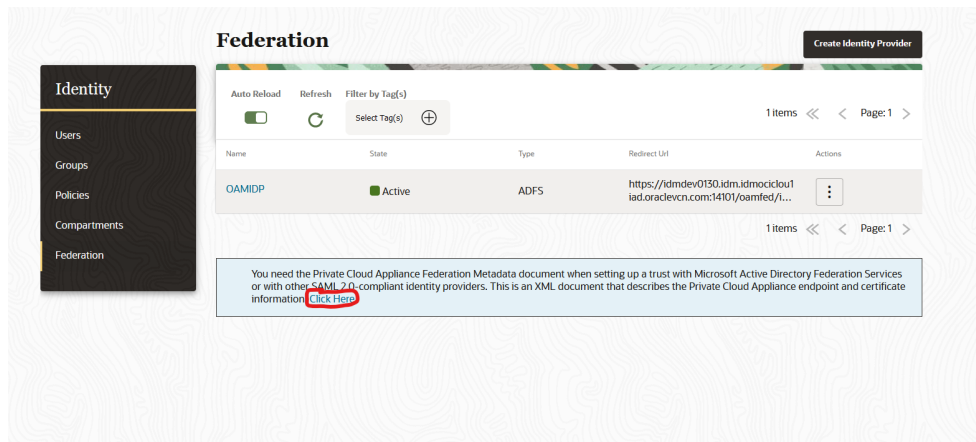 Federation
Create Identity Provider
Identity
Users
Groups
Policies
Compartments
Federation
Auto Reload Refresh Filter by Tag(s)
Select Tag(s)
1 items Page: 1
Name State Type Redirect Url Actions
OAMIDP Active ADFS https://idmdev0130.idm.idmociclou1
iad.oraclevcn.com:14101/oamfed/i...
1 items Page: 1
You need the Private Cloud Appliance Federation Metadata document when setting up a trust with Microsoft Active Directory Federation Services
or with other SAML 2.0-compliant identity providers. This is an XML document that describes the Private Cloud Appliance endpoint and certificate
information. Click Here